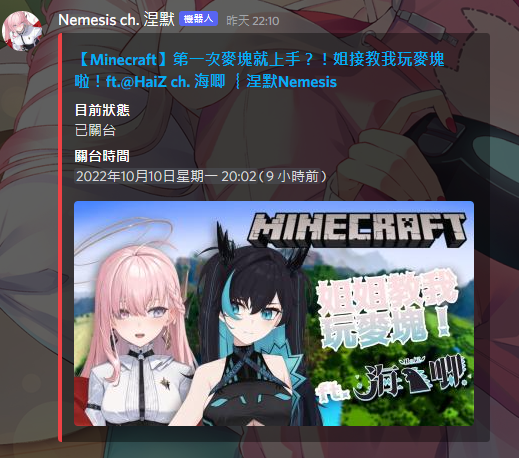 Nemesis ch. 涅默 機器人 昨天 22:10
【Minecraft】第一次麥塊就上手？！姐接教我玩麥塊
啦！ft.@HaiZ ch. 海唧 ┆涅默Nemesis
目前狀態
已關台
關台時間
2022年10月10日星期一 20:02 (9 小時前)
MINECRAFT
姐姐教我
玩麥塊！
ft. 海唧
HaiZ